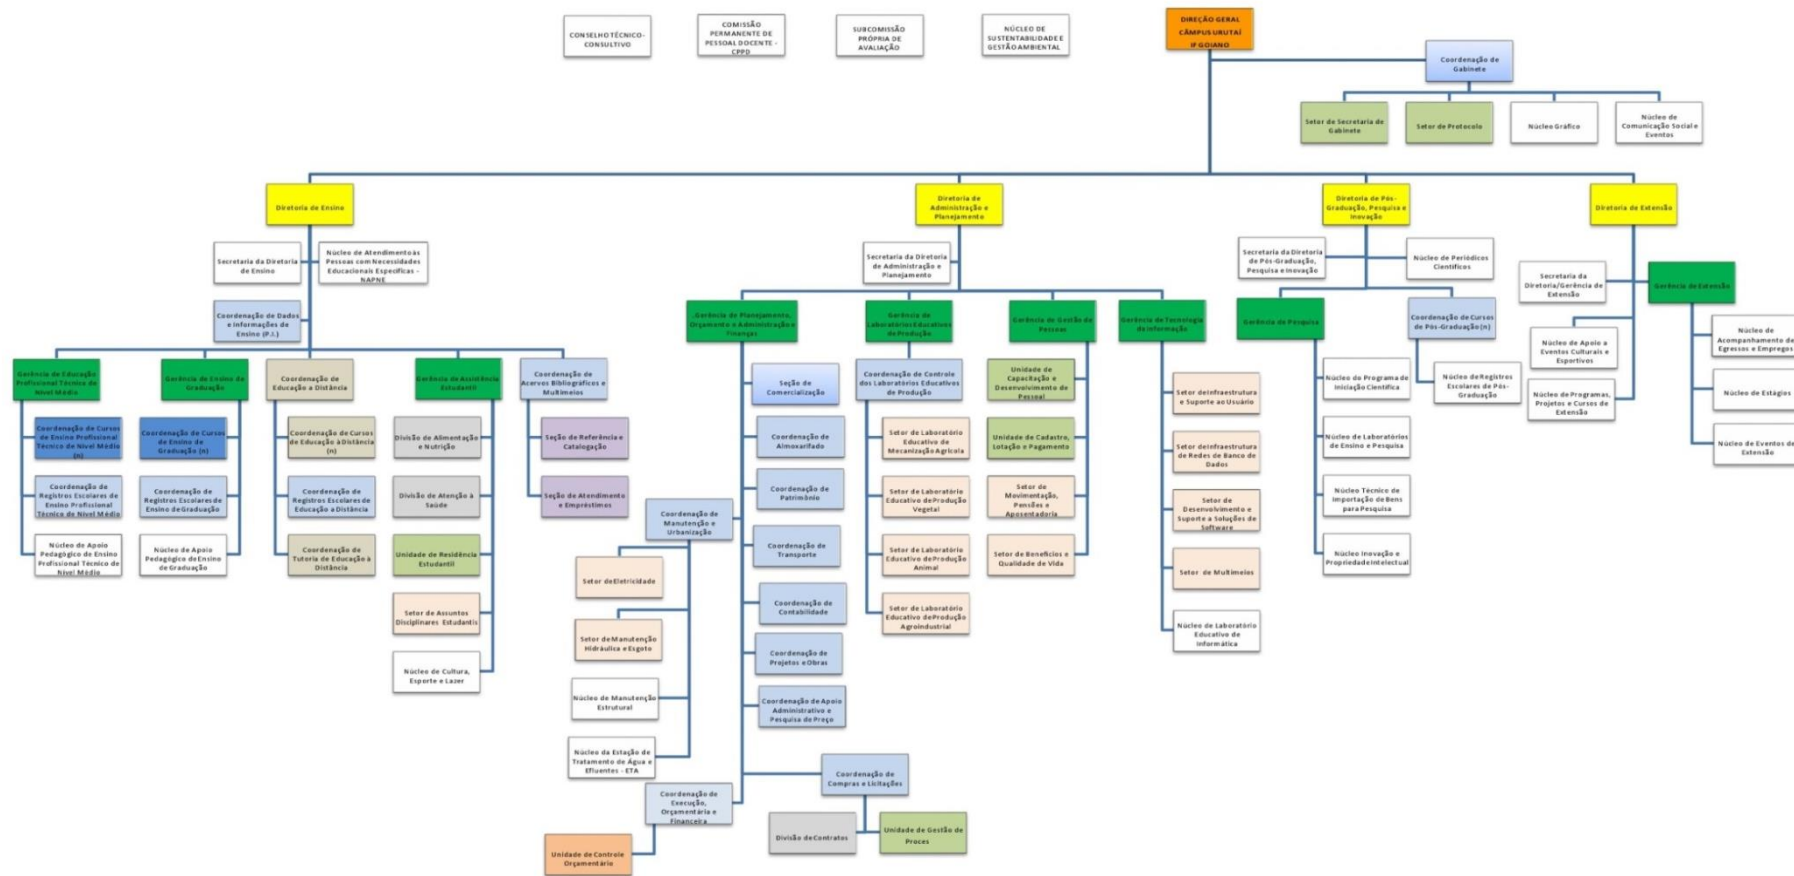 CONSELHO TÉCNICO-
CONSULTIVO
COMISSÃO
PERMANENTE DE
PESSOAL DOCENTE -
CPPD
SUBCOMISSÃO
PRÓPRIA DE
AVALIAÇÃO
NÚCLEO DE
SUSTENTABILIDADE E
GESTÃO AMBIENTAL
DIREÇÃO GERAL
CÂMPUS URUTAÍ
IF GOIANO
Coordenação de
Gabinete
Setor de Secretaria de
Gabinete
Setor de Protocolo
Núcleo Gráfico
Núcleo de
Comunicação Social e
Eventos
Diretoria de Ensino
Diretoria de
Administração e
Planejamento
Diretoria de Pós-
Graduação, Pesquisa e
Inovação
Diretoria de Extensão
Secretaria da Diretoria
de Ensino
Núcleo de Atendimento às
Pessoas com Necessidades
Educacionais Específicas -
NAPNE
Coordenação de Dados
e Informações de
Ensino (P.I.)
Secretaria da Diretoria
de Administração e
Planejamento
Secretaria da Diretoria
de Pós-Graduação,
Pesquisa e Inovação
Núcleo de Periódicos
Científicos
Secretaria da
Diretoria/Gerência de
Extensão
Gerência de Extensão
Gerência de Educação
Profissional Técnico de
Nível Médio
Gerência de Ensino de
Graduação
Coordenação de
Educação a Distância
Gerência de Assistência
Estudantil
Coordenação de
Acervos Bibliográficos e
Multimeios
.Gerência de Planejamento,
Orçamento e Administração e
Finanças
Gerência de
Laboratórios Educativos
de Produção
Gerência de Gestão de
Pessoas
Gerência de Tecnologia
de Informação
Gerência de Pesquisa
Coordenação de Cursos
de Pós-Graduação (n)
Núcleo de Apoio a
Eventos Culturais e
Esportivos
Núcleo de Programas,
Projetos e Cursos de
Extensão
Núcleo de
Acompanhamento de
Egressos e Empregos
Núcleo de Estágios
Núcleo de Eventos de
Extensão
Coordenação de Cursos
de Ensino Profissional
Técnico de Nível Médio
(n)
Coordenação de
Registros Escolares de
Ensino Profissional
Técnico de Nível Médio
Núcleo de Apoio
Pedagógico de Ensino
Profissional Técnico de
Nível Médio
Coordenação de Cursos
de Ensino de
Graduação (n)
Coordenação de
Registros Escolares de
Ensino de Graduação
Núcleo de Apoio
Pedagógico de Ensino
de Graduação
Coordenação de Cursos
de Educação à Distância
(n)
Coordenação de
Registros Escolares de
Educação a Distância
Coordenação de
Tutoria de Educação à
Distância
Divisão de Alimentação
e Nutrição
Divisão de Atenção à
Saúde
Unidade de Residência
Estudantil
Setor de Assuntos
Disciplinares Estudantis
Núcleo de Cultura,
Esporte e Lazer
Seção de Referência e
Catalogação
Seção de Atendimento
e Empréstimos
Seção de
Comercialização
Coordenação de
Almoxarifado
Coordenação de
Patrimônio
Coordenação de
Transporte
Coordenação de
Contabilidade
Coordenação de
Projetos e Obras
Coordenação de Apoio
Administrativo e
Pesquisa de Preço
Coordenação de
Manutenção e
Urbanização
Setor de Eletricidade
Setor de Manutenção
Hidráulica e Esgoto
Núcleo de Manutenção
Estrutural
Núcleo da Estação de
Tratamento de Água e
Efluentes - ETA
Coordenação de
Execução,
Orçamentária e
Financeira
Unidade de Controle
Orçamentário
Coordenação de
Compras e Licitações
Divisão de Contratos
Unidade de Gestão de
Proces
Coordenação de Controle
dos Laboratórios Educativos
de Produção
Setor de Laboratório
Educativo de
Mecanização Agrícola
Setor de Laboratório
Educativo de Produção
Vegetal
Setor de Laboratório
Educativo de Produção
Animal
Setor de Laboratório
Educativo de Produção
Agroindustrial
Unidade de
Capacitação e
Desenvolvimento de
Pessoal
Unidade de Cadastro,
Lotação e Pagamento
Setor de
Movimentação,
Pensões e
Aposentadoria
Setor de Benefícios e
Qualidade de Vida
Setor de Infraestrutura
e Suporte ao Usuário
Setor de Infraestrutura
de Redes de Banco de
Dados
Setor de
Desenvolvimento e
Suporte a Soluções de
Software
Setor de Multimeios
Núcleo de Laboratório
Educativo de
Informática
Núcleo do Programa de
Iniciação Científica
Núcleo de Laboratórios
de Ensino e Pesquisa
Núcleo Técnico de
Importação de Bens
para Pesquisa
Núcleo Inovação e
Propriedade Intelectual
Núcleo de Registros
Escolares de Pós-
Graduação